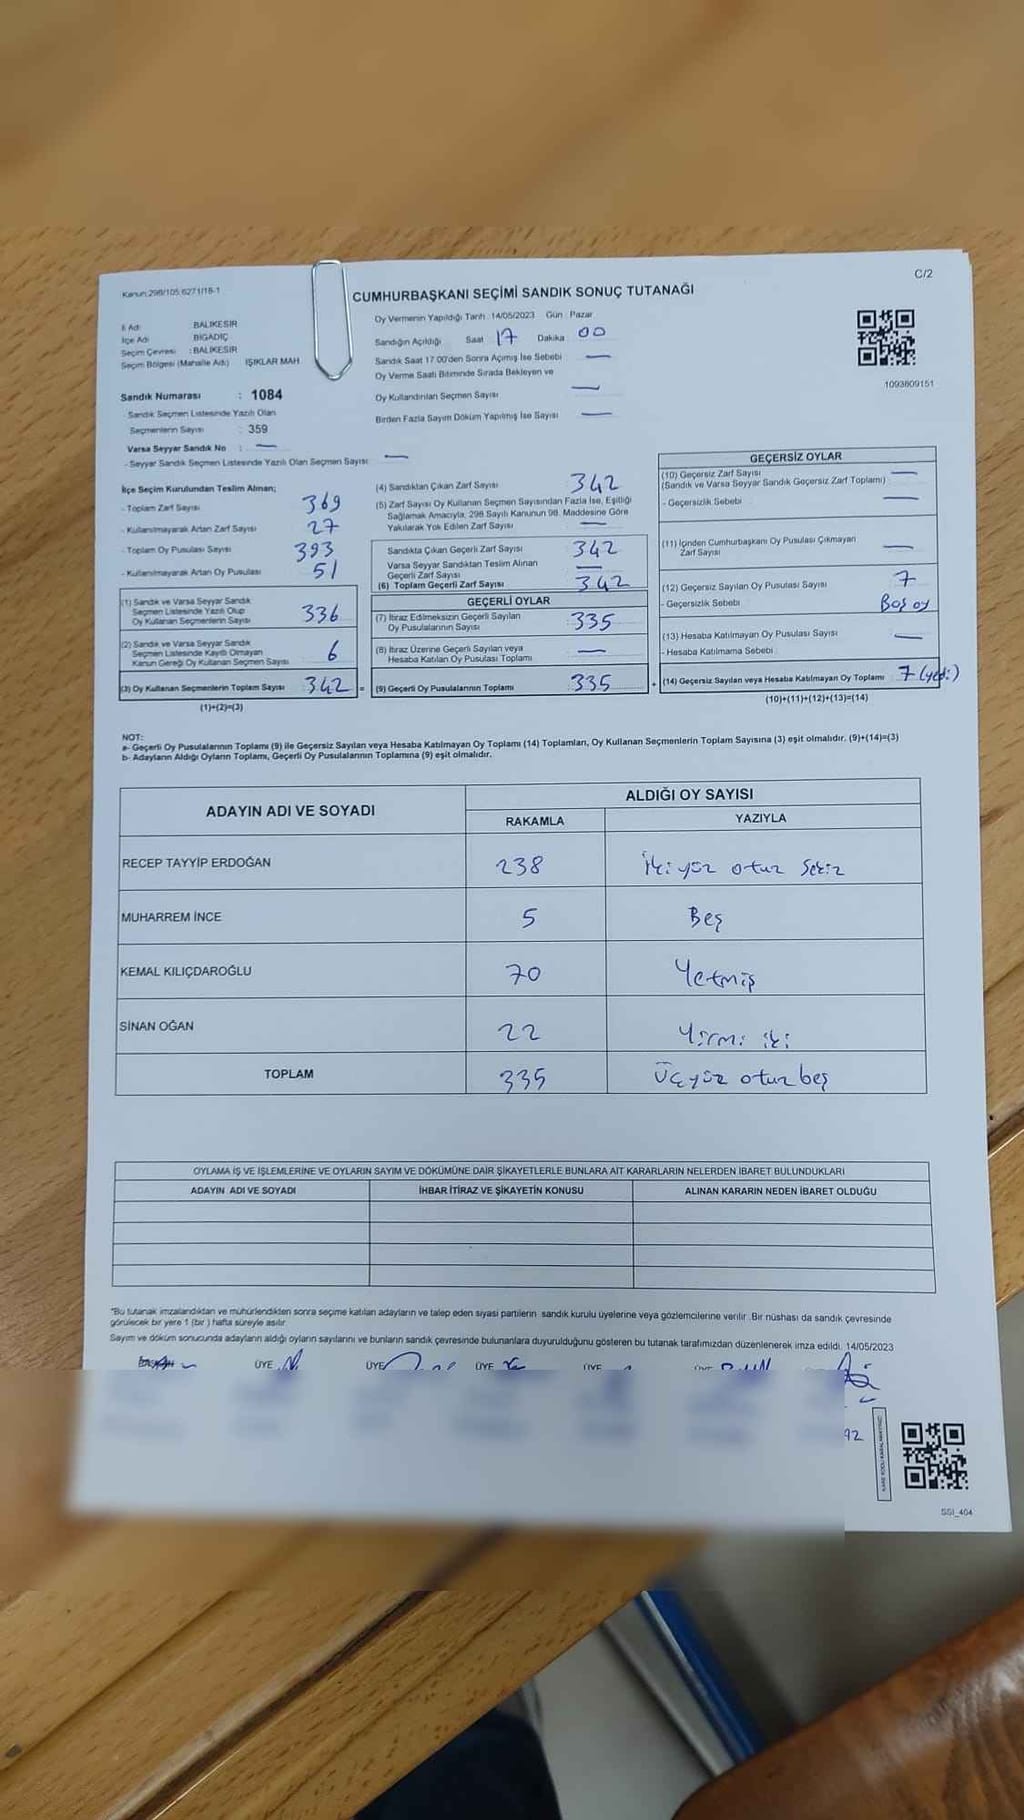 Kanun:298/105;6271/18-1
C/2
CUMHURBAŞKANI SEÇİMİ SANDIK SONUÇ TUTANAĞI
İl Adı BALIKESİR
İlçe Adı BİGADİÇ
Seçim Çevresi : BALIKESİR
Seçim Bölgesi (Mahalle Adı) IŞIKLAR MAH
Sandık Numarası : 1084
- Sandık Seçmen Listesinde Yazılı Olan
Seçmenlerin Sayısı : 359
Varsa Seyyar Sandık No : —
- Seyyar Sandık Seçmen Listesinde Yazılı Olan Seçmen Sayısı: —
Oy Vermenin Yapıldığı Tarih : 14/05/2023 Gün : Pazar
Sandığın Açıldığı Saat 17 Dakika 00
Sandık Saat 17.00'den Sonra Açımış İse Sebebi —
Oy Verme Saati Bitiminde Sırada Bekleyen ve
Oy Kullandırılan Seçmen Sayısı —
Birden Fazla Sayım Döküm Yapılmış İse Sayısı —
1093609151
İlçe Seçim Kurulundan Teslim Alınan;
- Toplam Zarf Sayısı 369
- Kullanılmayarak Artan Zarf Sayısı 27
- Toplam Oy Pusulası Sayısı 393
- Kullanılmayarak Artan Oy Pusulası 51
(1) Sandık ve Varsa Seyyar Sandık
Seçmen Listesinde Yazılı Olup
Oy Kullanan Seçmenlerin Sayısı 336
(2) Sandık ve Varsa Seyyar Sandık
Seçmen Listesinde Kayıtlı Olmayan
Kanun Gereği Oy Kullanan Seçmen Sayısı 6
(3) Oy Kullanan Seçmenlerin Toplam Sayısı 342 =
(1)+(2)=(3)
(4) Sandıktan Çıkan Zarf Sayısı 342
(5) Zarf Sayısı Oy Kullanan Seçmen Sayısından Fazla İse, Eşitliği
Sağlamak Amacıyla, 298 Sayılı Kanunun 98. Maddesine Göre
Yakılarak Yok Edilen Zarf Sayısı —
Sandıkta Çıkan Geçerli Zarf Sayısı 342
Varsa Seyyar Sandıktan Teslim Alınan
Geçerli Zarf Sayısı —
(6) Toplam Geçerli Zarf Sayısı 342
GEÇERLİ OYLAR
(7) İtiraz Edilmeksizin Geçerli Sayılan
Oy Pusulalarının Sayısı 335
(8) İtiraz Üzerine Geçerli Sayılan veya
Hesaba Katılan Oy Pusulası Toplamı —
(9) Geçerli Oy Pusulalarının Toplamı 335 +
GEÇERSİZ OYLAR
(10) Geçersiz Zarf Sayısı —
(Sandık ve Varsa Seyyar Sandık Geçersiz Zarf Toplamı)
- Geçersizlik Sebebi —
(11) İçinden Cumhurbaşkanı Oy Pusulası Çıkmayan
Zarf Sayısı —
(12) Geçersiz Sayılan Oy Pusulası Sayısı 7
- Geçersizlik Sebebi Boş oy
(13) Hesaba Katılmayan Oy Pusulası Sayısı —
- Hesaba Katılmama Sebebi
(14) Geçersiz Sayılan veya Hesaba Katılmayan Oy Toplamı 7 (yedi)
(10)+(11)+(12)+(13)=(14)
NOT:
a- Geçerli Oy Pusulalarının Toplamı (9) ile Geçersiz Sayılan veya Hesaba Katılmayan Oy Toplamı (14) Toplamları, Oy Kullanan Seçmenlerin Toplam Sayısına (3) eşit olmalıdır. (9)+(14)=(3)
b- Adayların Aldığı Oyların Toplamı, Geçerli Oy Pusulalarının Toplamına (9) eşit olmalıdır.
ADAYIN ADI VE SOYADI
ALDIĞI OY SAYISI
RAKAMLA YAZIYLA
RECEP TAYYİP ERDOĞAN 238 İkiyüz otuz Sekiz
MUHARREM İNCE 5 Beş
KEMAL KILIÇDAROĞLU 70 Yetmiş
SİNAN OĞAN 22 Yirmi iki
TOPLAM 335 Üçyüz otuz beş
OYLAMA İŞ VE İŞLEMLERİNE VE OYLARIN SAYIM VE DÖKÜMÜNE DAİR ŞİKAYETLERLE BUNLARA AİT KARARLARIN NELERDEN İBARET BULUNDUKLARI
ADAYIN ADI VE SOYADI İHBAR İTİRAZ VE ŞİKAYETİN KONUSU ALINAN KARARIN NEDEN İBARET OLDUĞU
*Bu tutanak imzalandıktan ve mühürlendikten sonra seçime katılan adayların ve talep eden siyasi partilerin sandık kurulu üyelerine veya gözlemcilerine verilir. Bir nüshası da sandık çevresinde
görülecek bir yere 1 (bir ) hafta süreyle asılır.
Sayım ve döküm sonucunda adayların aldığı oyların sayılarını ve bunların sandık çevresinde bulunanlara duyurulduğunu gösteren bu tutanak tarafımızdan düzenlenerek imza edildi. 14/05/2023
BAŞKAN ÜYE ÜYE ÜYE ÜYE
92
SSI_404